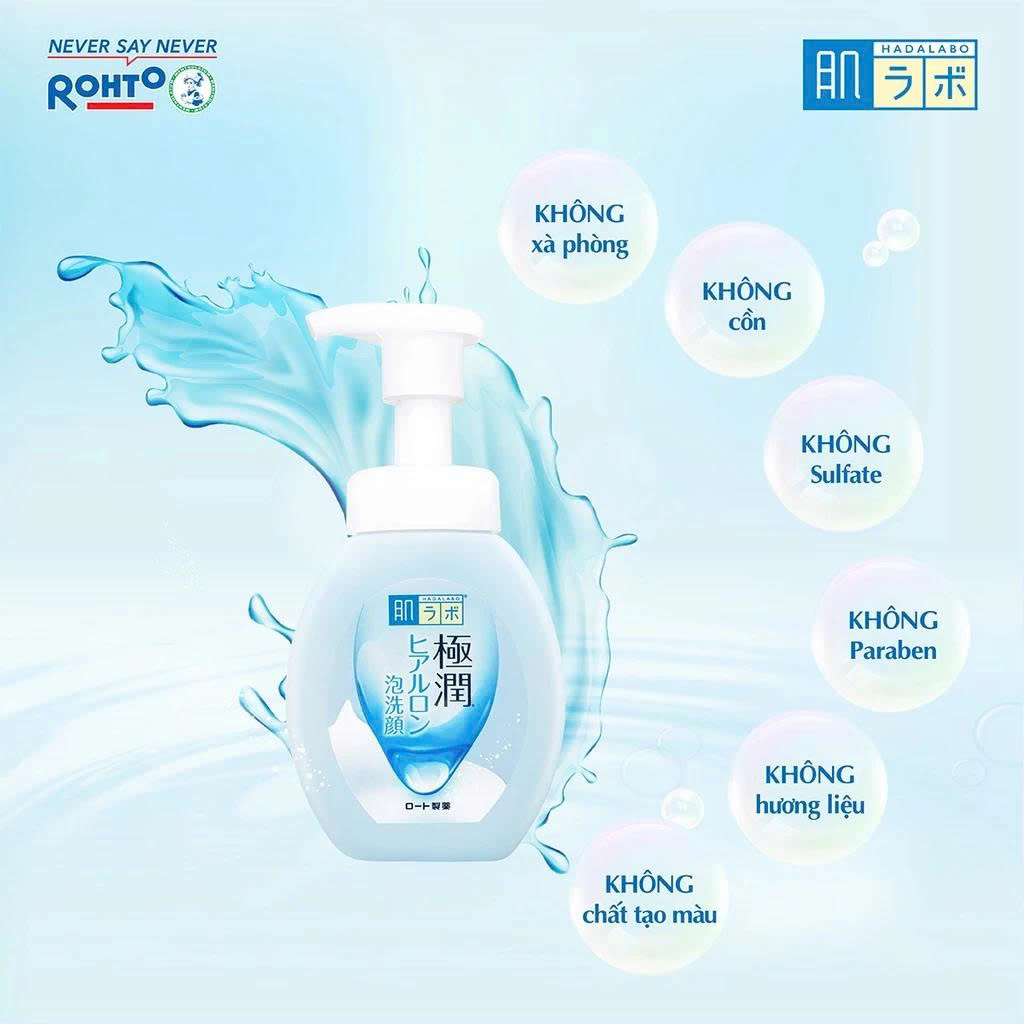 NEVER SAY NEVER
ROHTO
HADALABO
肌ラボ
KHÔNG
xà phòng
KHÔNG
cồn
KHÔNG
Sulfate
KHÔNG
Paraben
KHÔNG
hương liệu
KHÔNG
chất tạo màu
HADALABO®
肌ラボ
極潤®
ヒアルロン
泡洗顔
ロート製薬